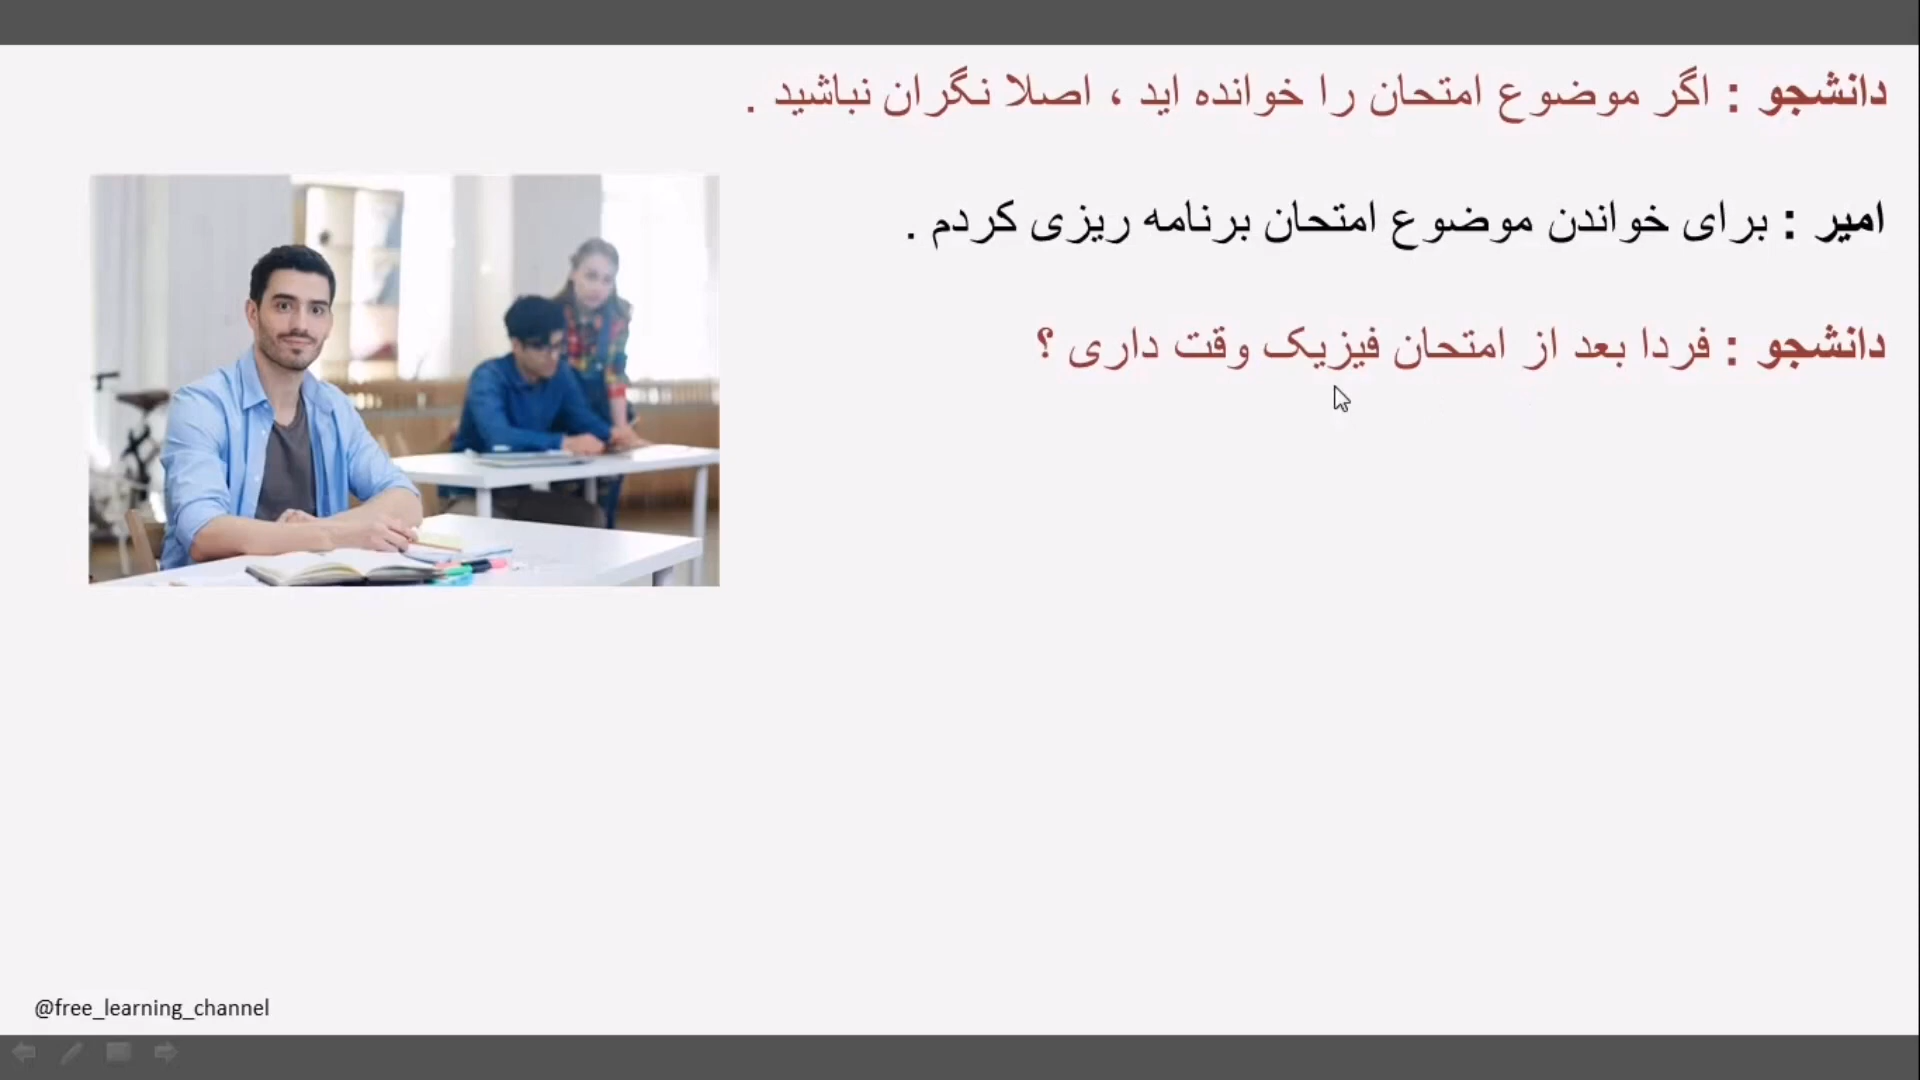 دانشجو : اگر موضوع امتحان را خوانده اید ، اصلا نگران نباشید .
امیر : برای خواندن موضوع امتحان برنامه ریزی کردم .
دانشجو : فردا بعد از امتحان فیزیک وقت داری ؟
@free_learning_channel